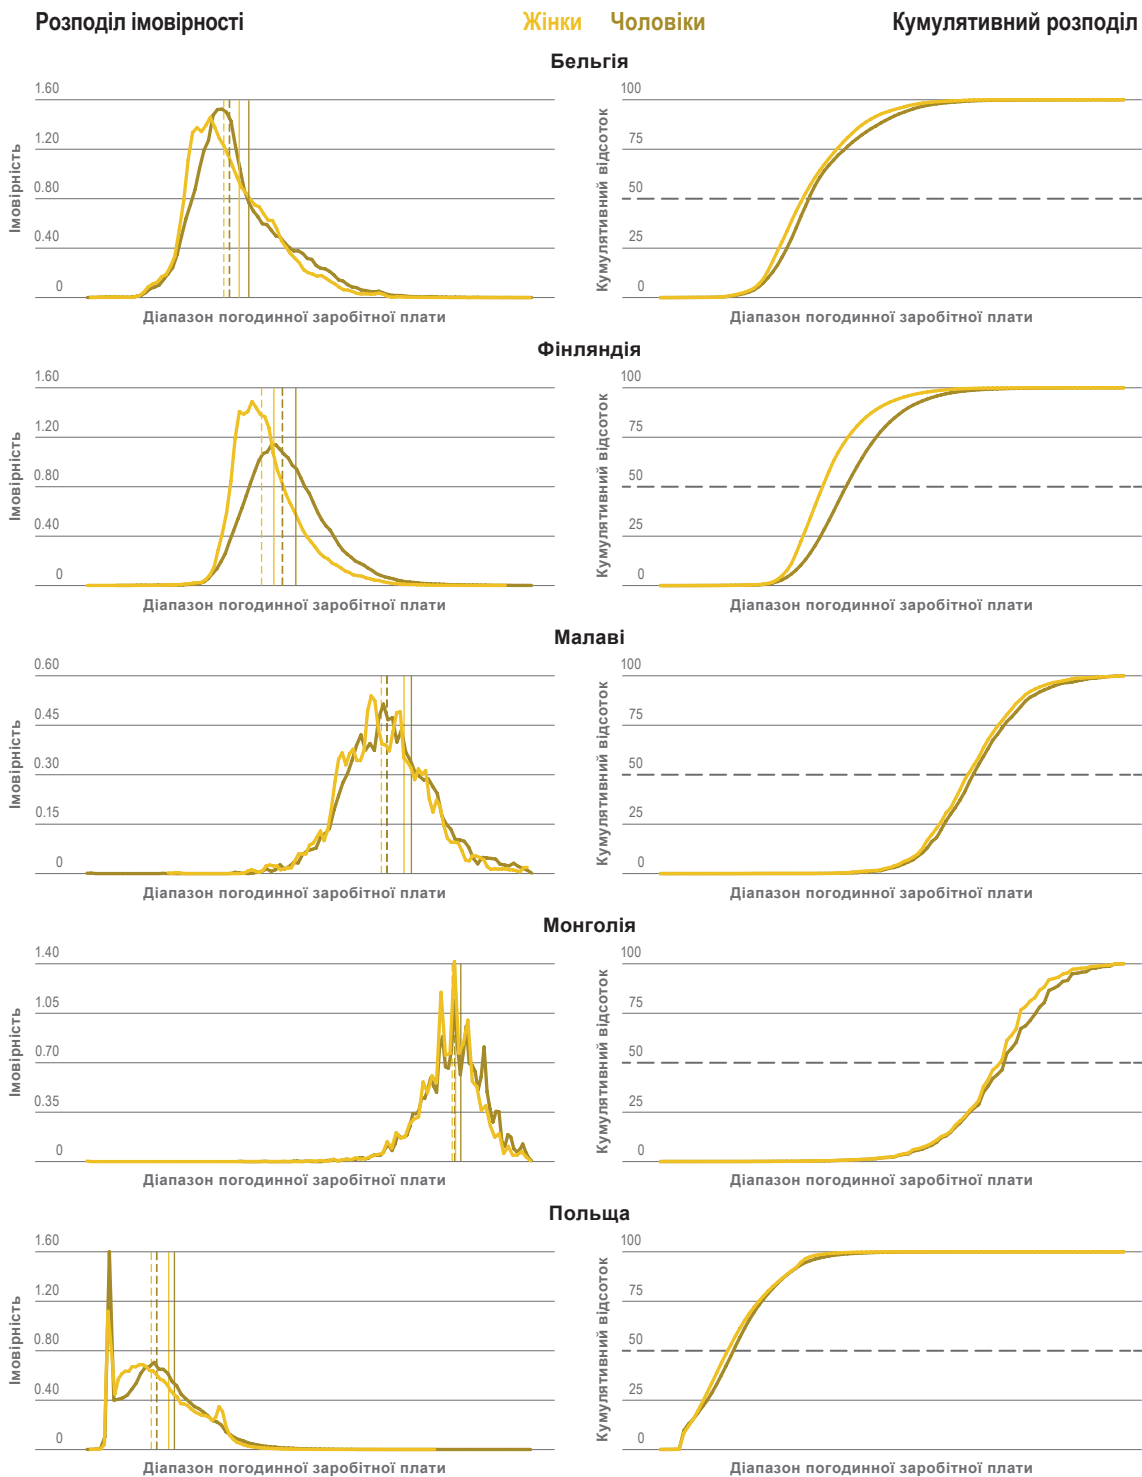 Розподіл імовірності Жінки Чоловіки Кумулятивний розподіл
Бельгія
1.60
1.20
0.80
0.40
0
Імовірність
Діапазон погодинної заробітної плати
100
75
50
25
0
Кумулятивний відсоток
Діапазон погодинної заробітної плати
Фінляндія
1.60
1.20
0.80
0.40
0
Імовірність
Діапазон погодинної заробітної плати
100
75
50
25
0
Кумулятивний відсоток
Діапазон погодинної заробітної плати
Малаві
0.60
0.45
0.30
0.15
0
Імовірність
Діапазон погодинної заробітної плати
100
75
50
25
0
Кумулятивний відсоток
Діапазон погодинної заробітної плати
Монголія
1.40
1.05
0.70
0.35
0
Імовірність
Діапазон погодинної заробітної плати
100
75
50
25
0
Кумулятивний відсоток
Діапазон погодинної заробітної плати
Польща
1.60
1.20
0.80
0.40
0
Імовірність
Діапазон погодинної заробітної плати
100
75
50
25
0
Кумулятивний відсоток
Діапазон погодинної заробітної плати